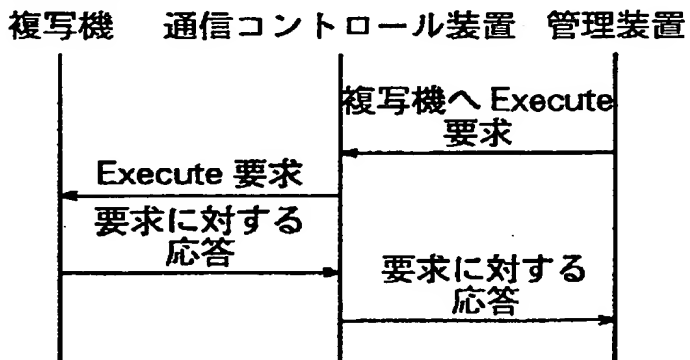 複写機 通信コントロール装置 管理装置
複写機へ Execute
要求
Execute 要求
要求に対する
応答
要求に対する
応答